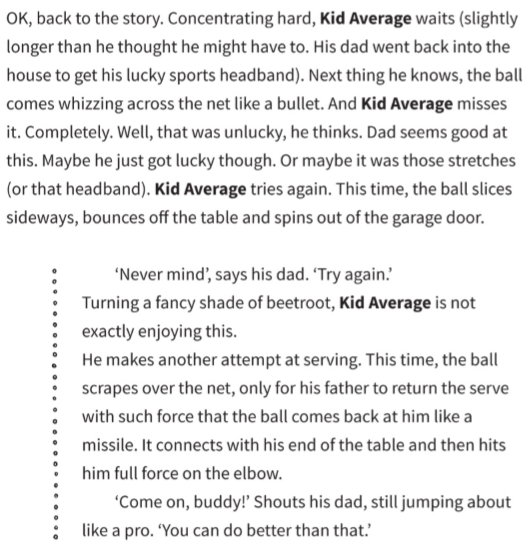 OK, back to the story. Concentrating hard, Kid Average waits (slightly
longer than he thought he might have to. His dad went back into the
house to get his lucky sports headband). Next thing he knows, the ball
comes whizzing across the net like a bullet. And Kid Average misses
it. Completely. Well, that was unlucky, he thinks. Dad seems good at
this. Maybe he just got lucky though. Or maybe it was those stretches
(or that headband). Kid Average tries again. This time, the ball slices
sideways, bounces off the table and spins out of the garage door.
‘Never mind’, says his dad. ‘Try again.’
Turning a fancy shade of beetroot, Kid Average is not
exactly enjoying this.
He makes another attempt at serving. This time, the ball
scrapes over the net, only for his father to return the serve
with such force that the ball comes back at him like a
missile. It connects with his end of the table and then hits
him full force on the elbow.
‘Come on, buddy!’ Shouts his dad, still jumping about
like a pro. ‘You can do better than that.’